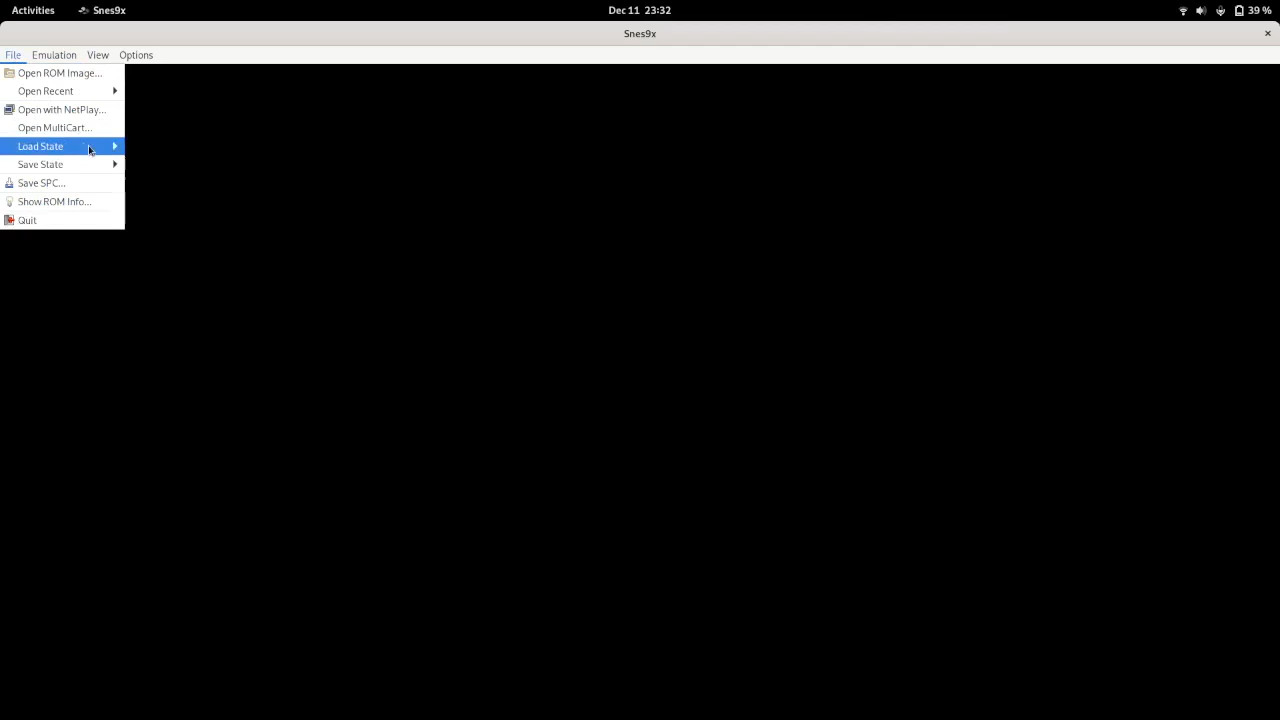 Activities Snes9x Dec 11 23:32 39 %
Snes9x
File Emulation View Options
Open ROM Image...
Open Recent
Open with NetPlay...
Open MultiCart...
Load State
Save State
Save SPC...
Show ROM Info...
Quit